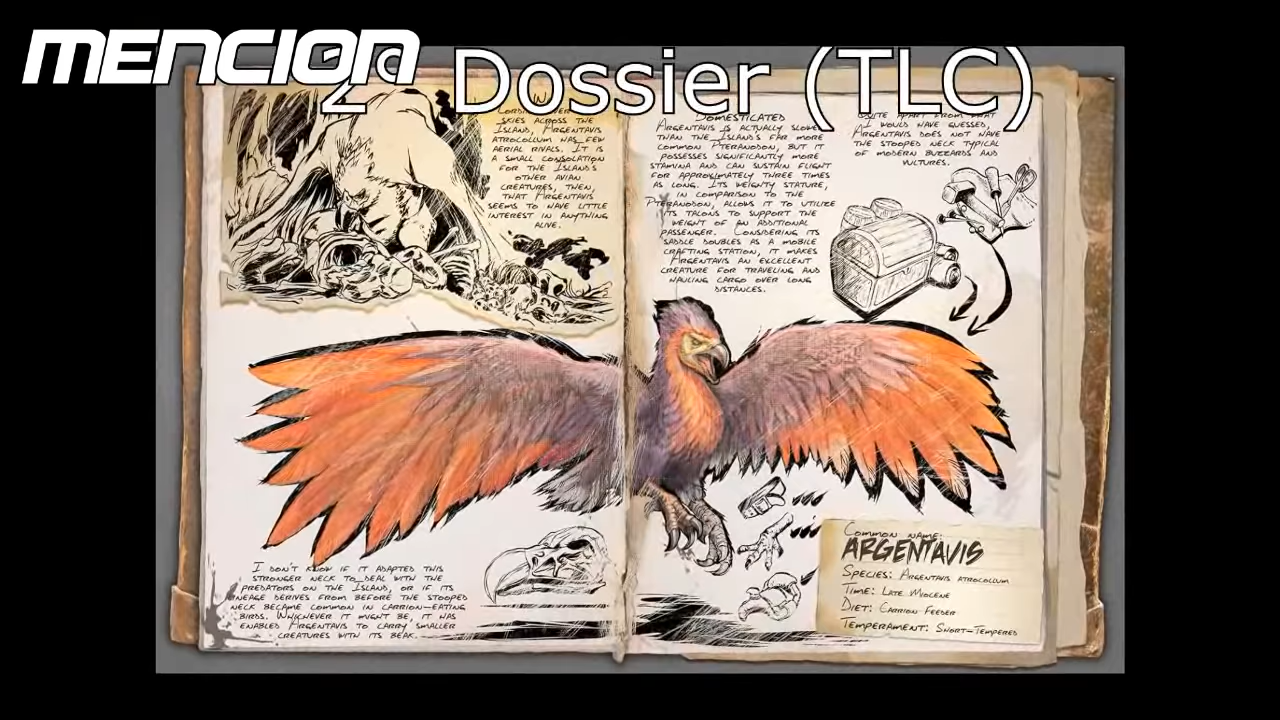 MENCION
2ª Dossier (TLC)
SKIES ACROSS THE
ISLAND, ARGENTAVIS
ATROCOLLUM HAS FEW
AERIAL RIVALS. IT IS
A SMALL CONSOLATION
FOR THE ISLAND'S
OTHER AVIAN
CREATURES, THEN,
THAT ARGENTAVIS
SEEMS TO HAVE LITTLE
INTEREST IN ANYTHING
ALIVE.
DOMESTICATED
ARGENTAVIS IS ACTUALLY SLOWER
THAN THE ISLAND'S FAR MORE
COMMON PTERANODON, BUT IT
POSSESSES SIGNIFICANTLY MORE
STAMINA AND CAN SUSTAIN FLIGHT
FOR APPROXIMATELY THREE TIMES
AS LONG. ITS WEIGHTY STATURE,
IN COMPARISON TO THE
PTERANODON, ALLOWS IT TO UTILIZE
ITS TALONS TO SUPPORT THE
WEIGHT OF AN ADDITIONAL
PASSENGER. CONSIDERING ITS
SADDLE DOUBLES AS A MOBILE
CRAFTING STATION, IT MAKES
ARGENTAVIS AN EXCELLENT
CREATURE FOR TRAVELING AND
HAULING CARGO OVER LONG
DISTANCES.
QUITE APART FROM WHAT
I WOULD HAVE GUESSED,
ARGENTAVIS DOES NOT HAVE
THE STOOPED NECK TYPICAL
OF MODERN BUZZARDS AND
VULTURES.
I DON'T KNOW IF IT ADAPTED THIS
STRONGER NECK TO DEAL WITH THE
PREDATORS ON THE ISLAND, OR IF ITS
LINEAGE DERIVES FROM BEFORE THE STOOPED
NECK BECAME COMMON IN CARRION-EATING
BIRDS. WHICHEVER IT MIGHT BE, IT HAS
ENABLED ARGENTAVIS TO CARRY SMALLER
CREATURES WITH ITS BEAK.
COMMON NAME:
ARGENTAVIS
SPECIES: ARGENTAVIS ATROCOLLUM
TIME: LATE MIOCENE
DIET: CARRION FEEDER
TEMPERAMENT: SHORT-TEMPERED